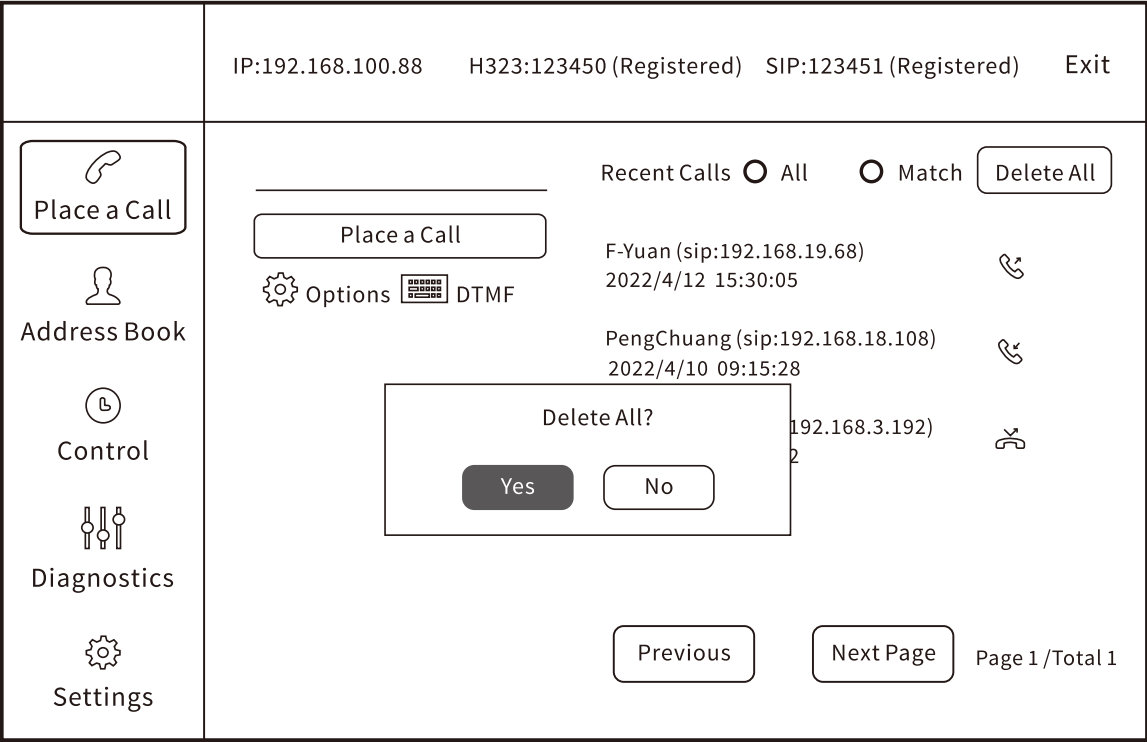 IP:192.168.100.88 H323:123450 (Registered) SIP:123451 (Registered) Exit
Place a Call
Address Book
Control
Diagnostics
Settings
Place a Call
Options DTMF
Recent Calls All Match Delete All
F-Yuan (sip:192.168.19.68)
2022/4/12 15:30:05
PengChuang (sip:192.168.18.108)
2022/4/10 09:15:28
192.168.3.192)
2
Delete All?
Yes No
Previous Next Page Page 1 /Total 1